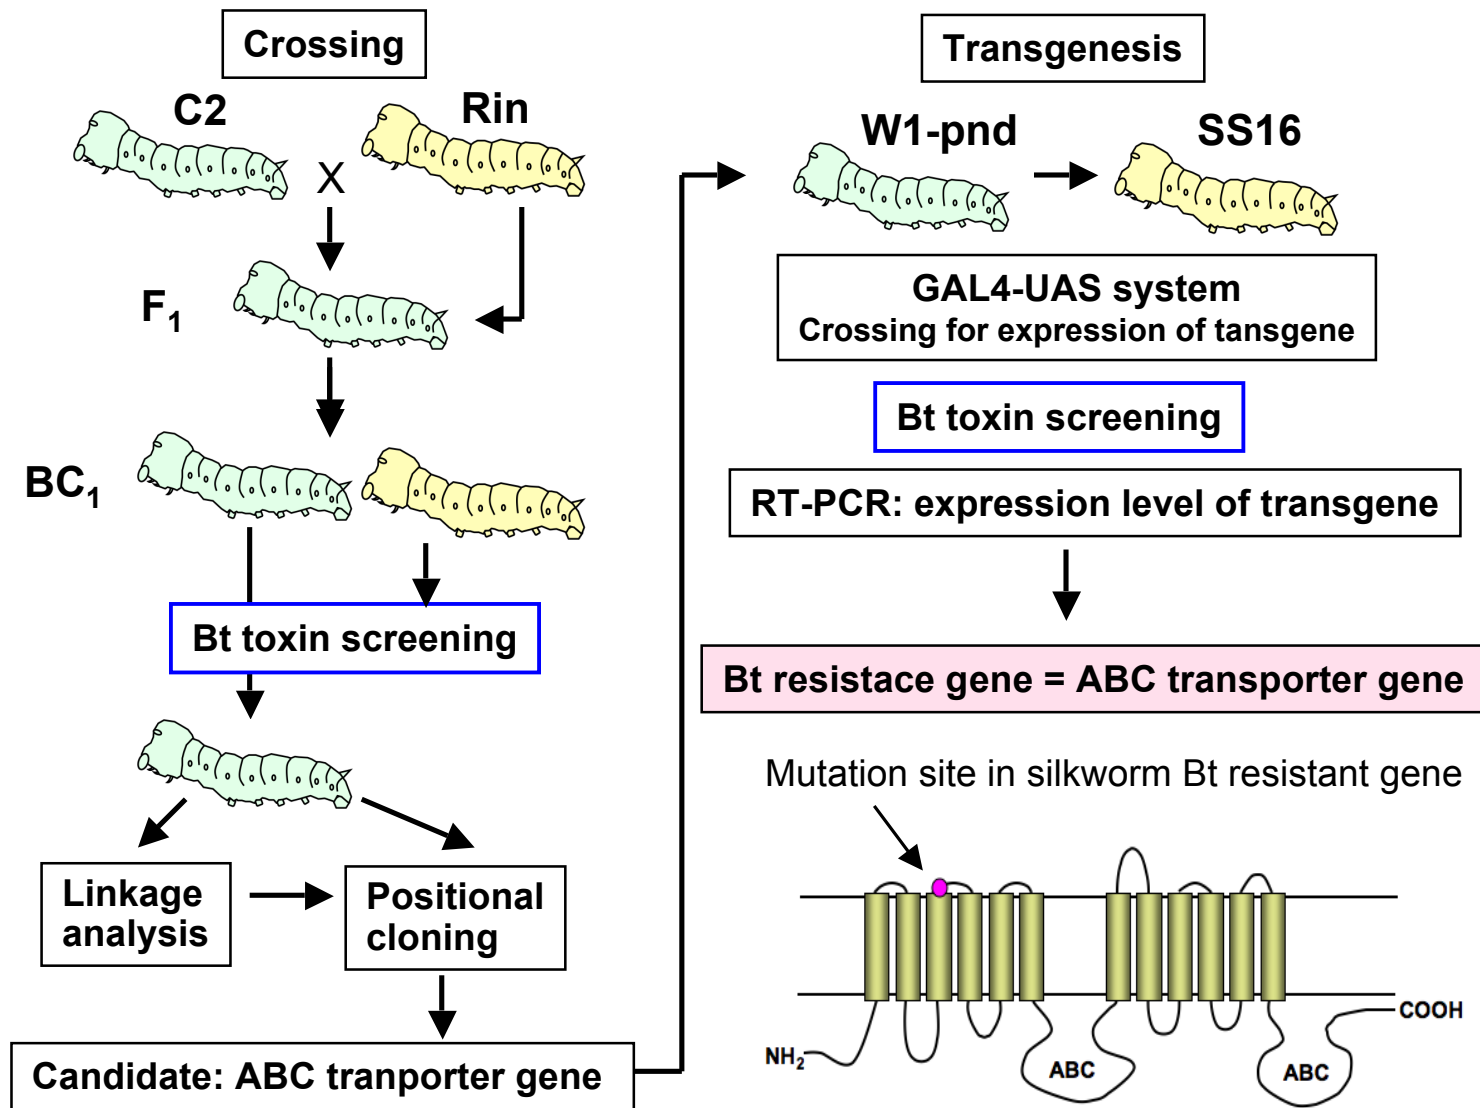 Crossing
C2
Rin
X
F1
BC1
Bt toxin screening
Linkage
analysis
Positional
cloning
Candidate: ABC tranporter gene
Transgenesis
W1-pnd
SS16
GAL4-UAS system
Crossing for expression of tansgene
Bt toxin screening
RT-PCR: expression level of transgene
Bt resistace gene = ABC transporter gene
Mutation site in silkworm Bt resistant gene
NH2
ABC
ABC
COOH